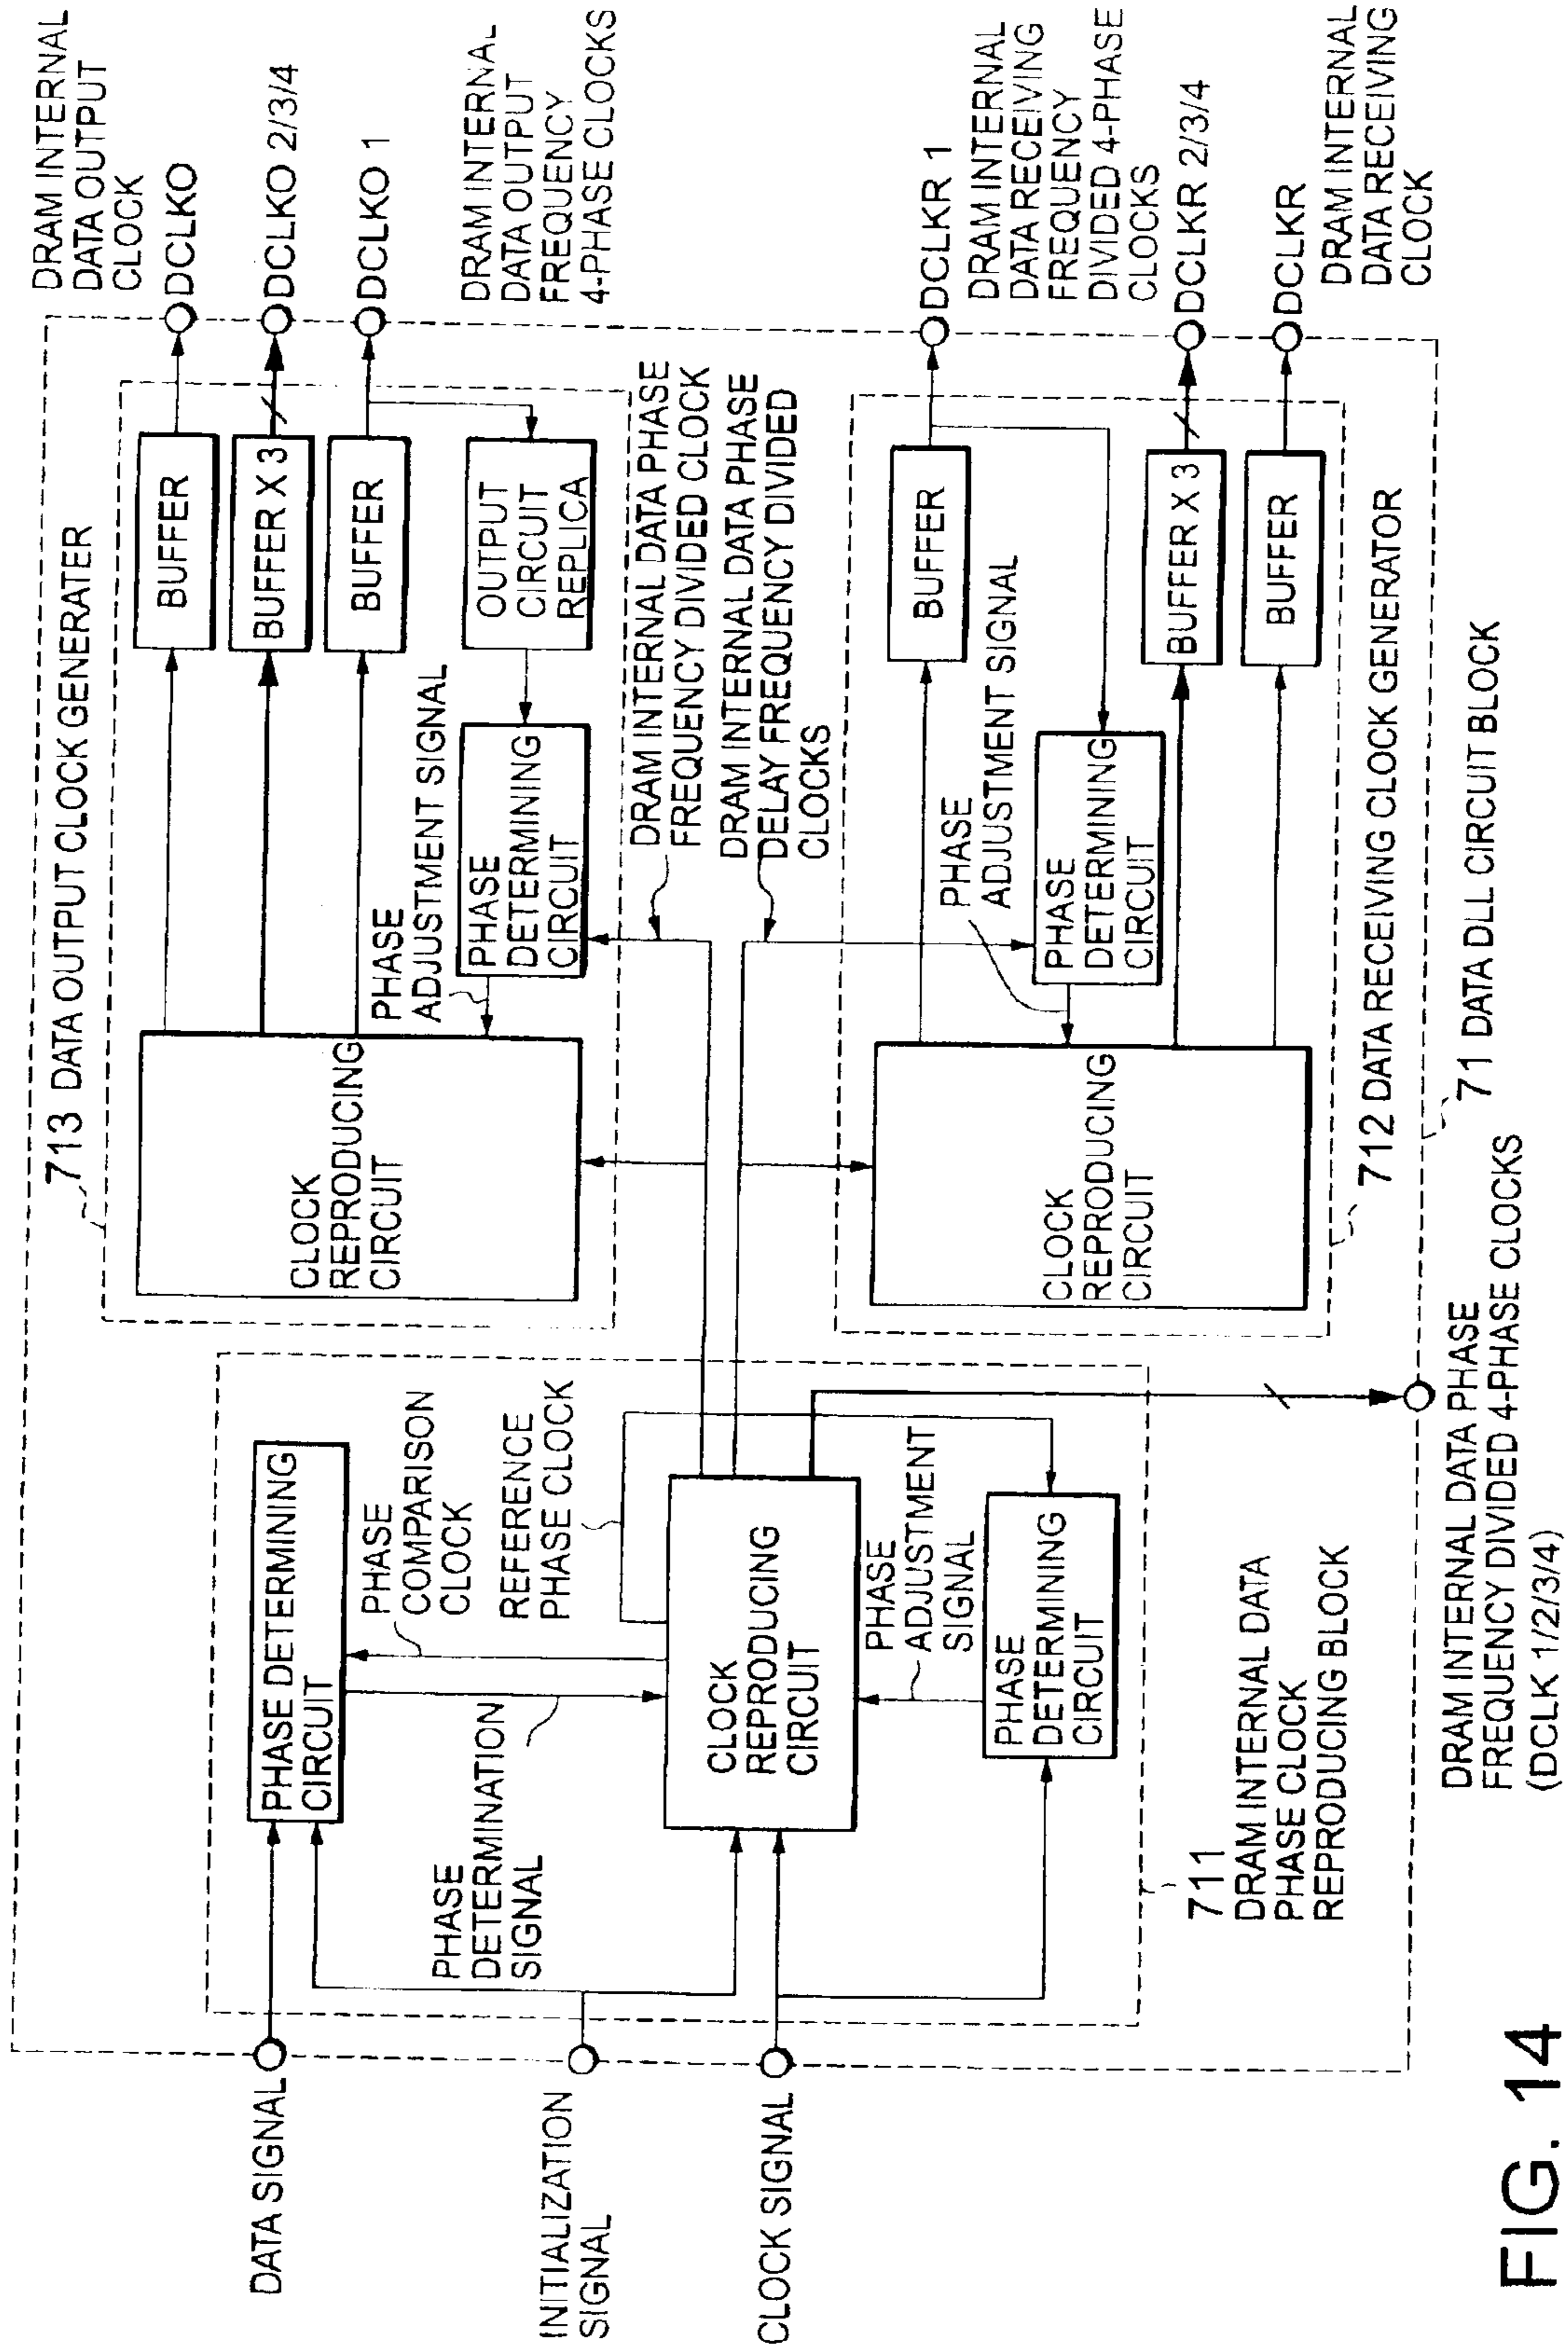 DATA SIGNAL
INITIALIZATION
SIGNAL
CLOCK SIGNAL
PHASE DETERMINING
CIRCUIT
PHASE
COMPARISON
CLOCK
REFERENCE
PHASE CLOCK
PHASE
DETERMINATION
SIGNAL
CLOCK
REPRODUCING
CIRCUIT
PHASE
ADJUSTMENT
SIGNAL
PHASE
DETERMINING
CIRCUIT
711
DRAM INTERNAL DATA
PHASE CLOCK
REPRODUCING BLOCK
DRAM INTERNAL DATA PHASE
FREQUENCY DIVIDED 4-PHASE CLOCKS
(DCLK 1/2/3/4)
713 DATA OUTPUT CLOCK GENERATER
CLOCK
REPRODUCING
CIRCUIT
BUFFER
BUFFER X 3
BUFFER
PHASE
ADJUSTMENT SIGNAL
PHASE
DETERMINING
CIRCUIT
OUTPUT
CIRCUIT
REPLICA
DRAM INTERNAL DATA PHASE
FREQUENCY DIVIDED CLOCK
DRAM INTERNAL DATA PHASE
DELAY FREQUENCY DIVIDED
CLOCKS
CLOCK
REPRODUCING
CIRCUIT
BUFFER
PHASE
ADJUSTMENT SIGNAL
PHASE
DETERMINING
CIRCUIT
BUFFER X 3
BUFFER
712 DATA RECEIVING CLOCK GENERATOR
71 DATA DLL CIRCUIT BLOCK
DRAM INTERNAL
DATA OUTPUT
CLOCK
DCLKO
DCLKO 2/3/4
DCLKO 1
DRAM INTERNAL
DATA OUTPUT
FREQUENCY
4-PHASE CLOCKS
DCLKR 1
DRAM INTERNAL
DATA RECEIVING
FREQUENCY
DIVIDED 4-PHASE
CLOCKS
DCLKR 2/3/4
DCLKR
DRAM INTERNAL
DATA RECEIVING
CLOCK
FIG. 14